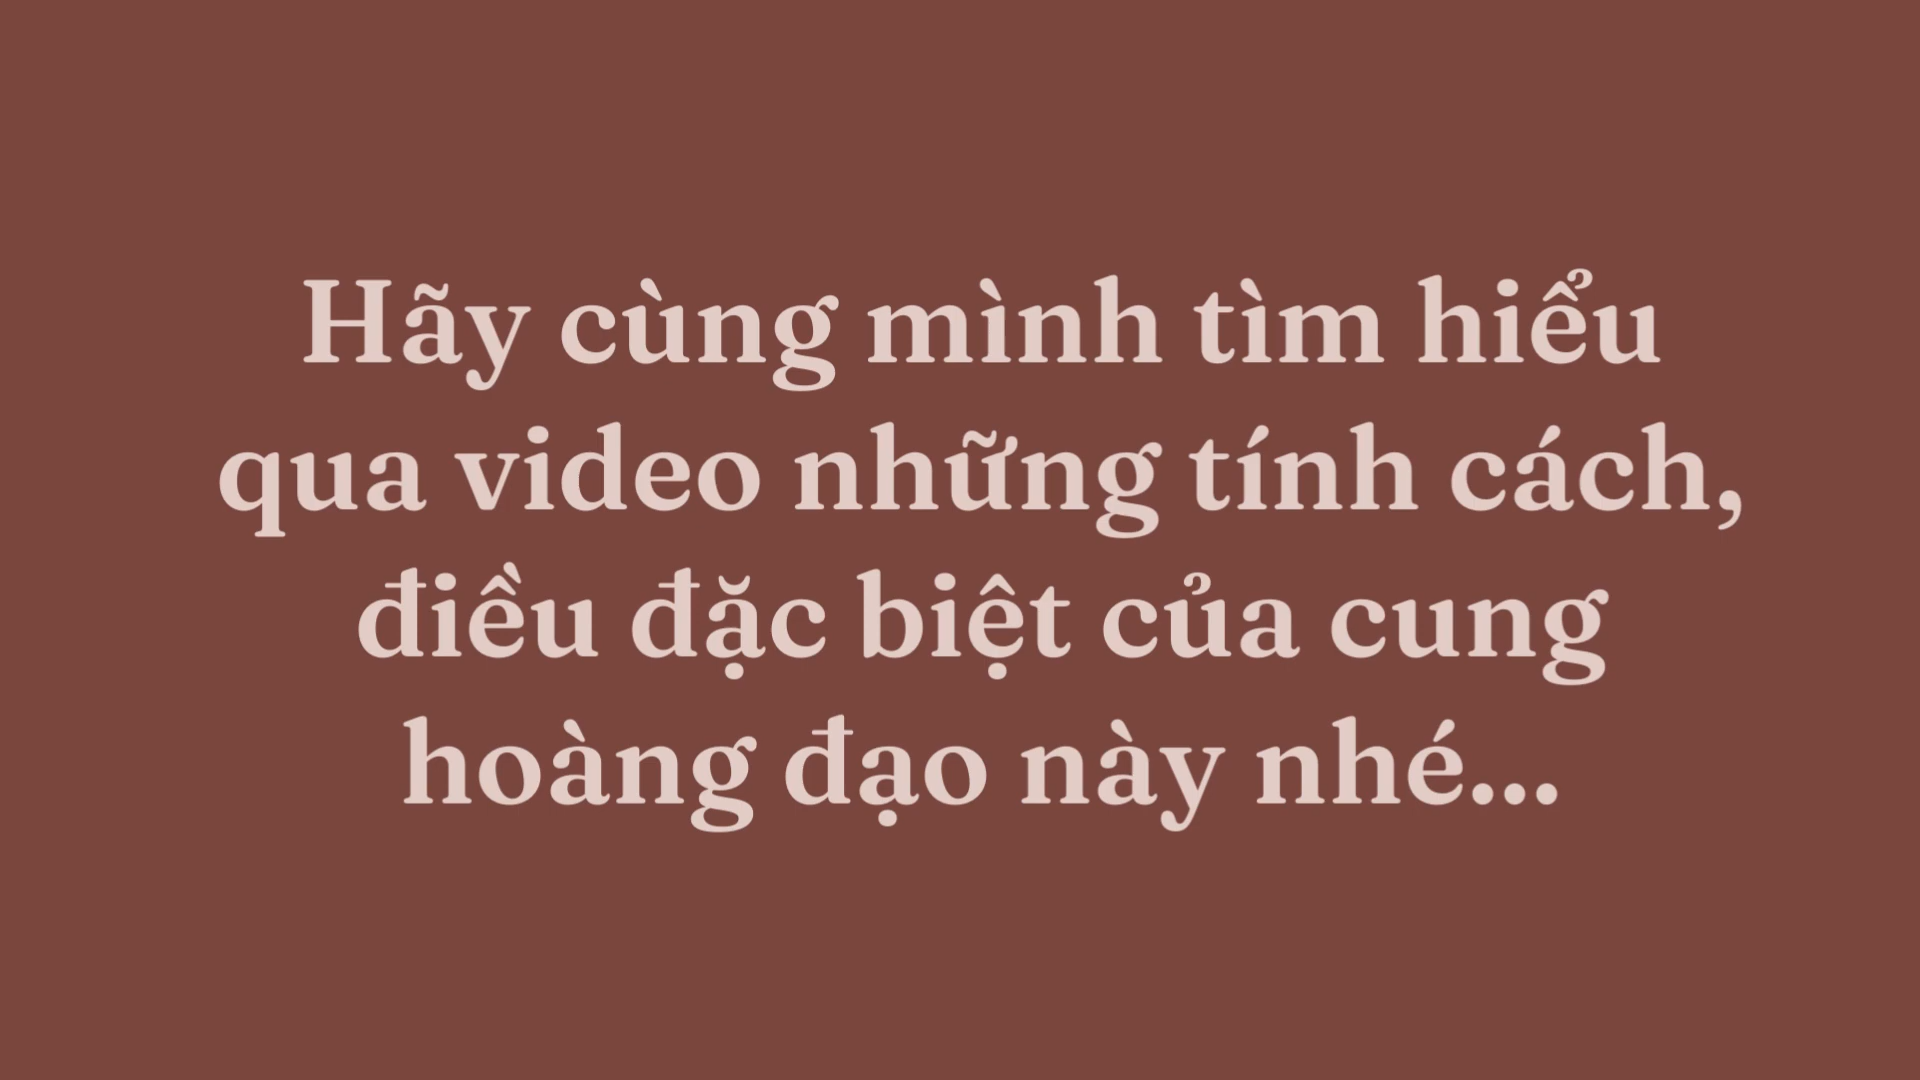 Hãy cùng mình tìm hiểu
qua video những tính cách,
điều đặc biệt của cung
hoàng đạo này nhé...